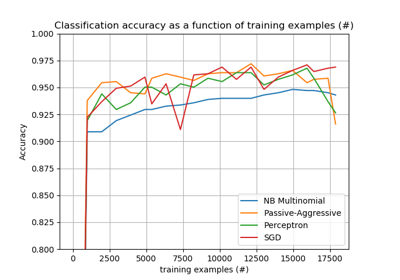 Classification accuracy as a function of training examples (#)
1.000
0.975
0.950
0.925
0.900
0.875
0.850
0.825
0.800
Accuracy
NB Multinomial
Passive-Aggressive
Perceptron
SGD
0 2500 5000 7500 10000 12500 15000 17500
training examples (#)